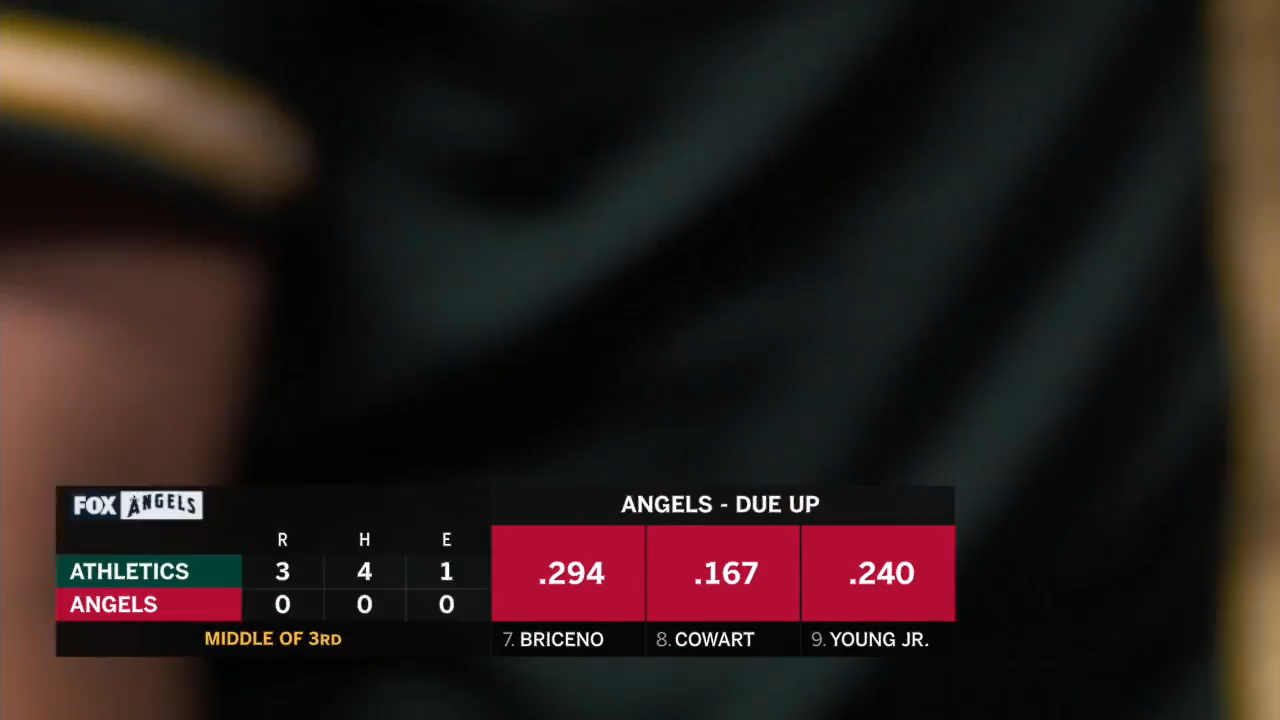 FOX ANGELS
R H E
ATHLETICS 3 4 1
ANGELS 0 0 0
MIDDLE OF 3RD
ANGELS - DUE UP
.294 .167 .240
7. BRICENO 8. COWART 9. YOUNG JR.